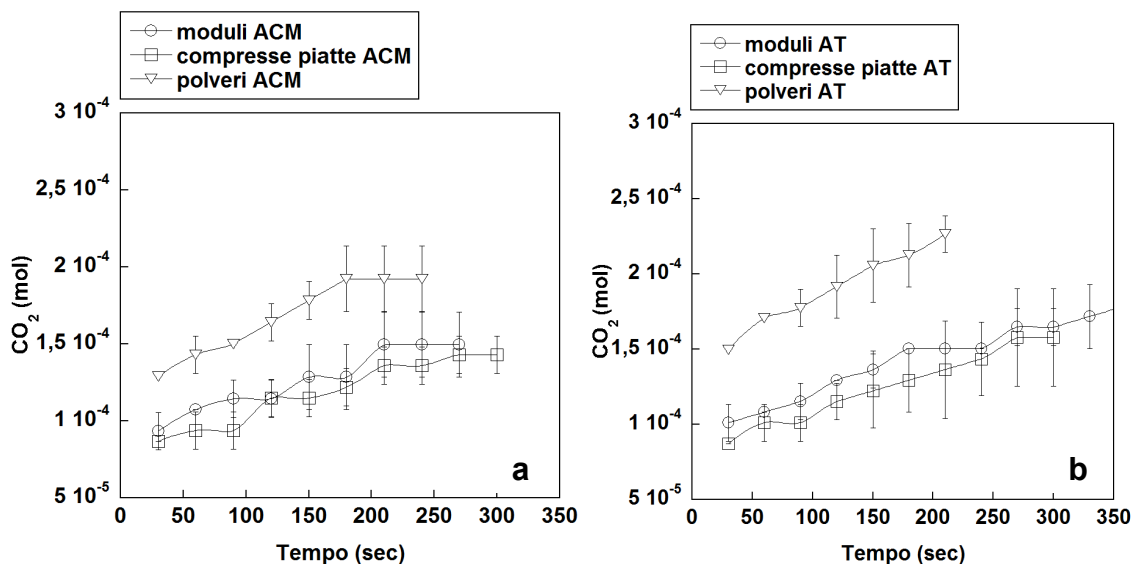 moduli ACM
compresse piatte ACM
polveri ACM
3 10⁻⁴
2,5 10⁻⁴
2 10⁻⁴
1,5 10⁻⁴
1 10⁻⁴
5 10⁻⁵
CO₂ (mol)
a
0 50 100 150 200 250 300 350
Tempo (sec)
moduli AT
compresse piatte AT
polveri AT
3 10⁻⁴
2,5 10⁻⁴
2 10⁻⁴
1,5 10⁻⁴
1 10⁻⁴
5 10⁻⁵
CO₂ (mol)
b
0 50 100 150 200 250 300 350
Tempo (sec)